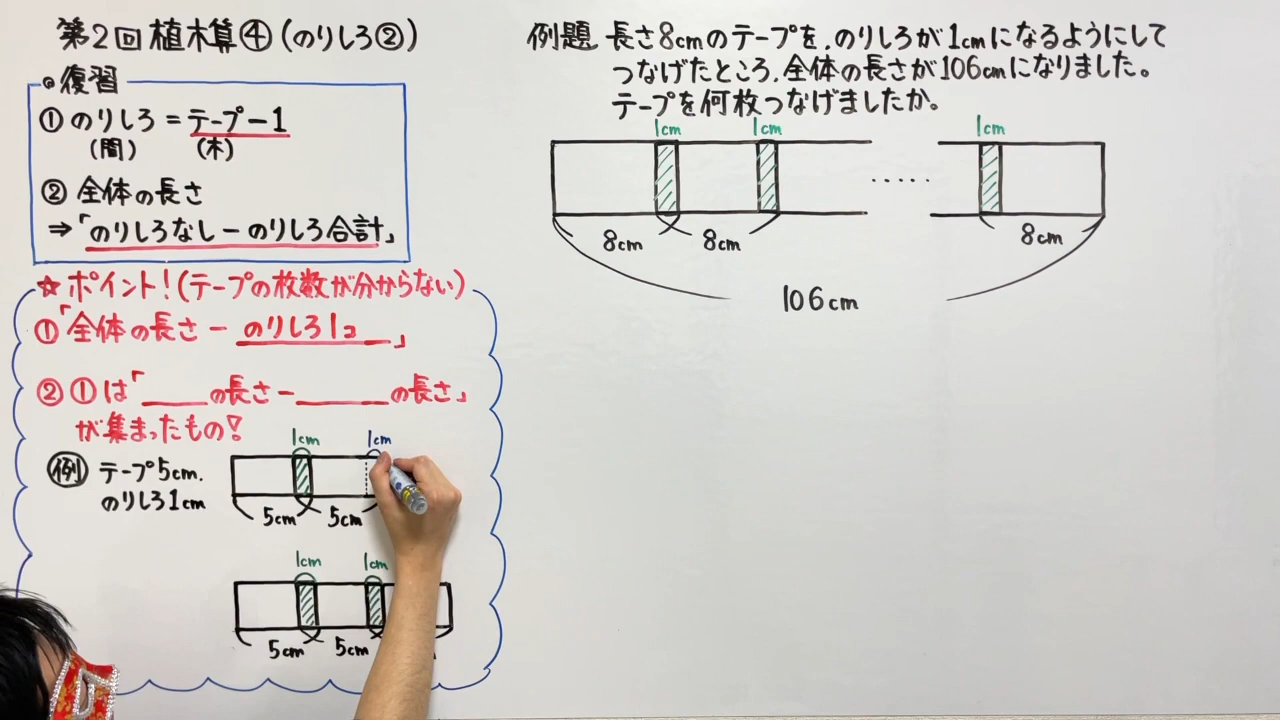 第2回 植木算④(のりしろ②)
◎復習
① のりしろ = テープ-1
(間) (木)
② 全体の長さ
⇒「のりしろなし-のりしろ合計」
☆ポイント!(テープの枚数が分からない)
①「全体の長さ- のりしろ1コ 」
② ①は「____の長さ-____の長さ」
が集まったもの!
例 テープ5cm.
のりしろ1cm
1cm 1cm
5cm 5cm
1cm 1cm
5cm 5cm
例題 長さ8cmのテープを,のりしろが1cmになるようにして
つなげたところ,全体の長さが106cmになりました。
テープを何枚つなげましたか。
1cm 1cm 1cm
8cm 8cm 8cm
106cm